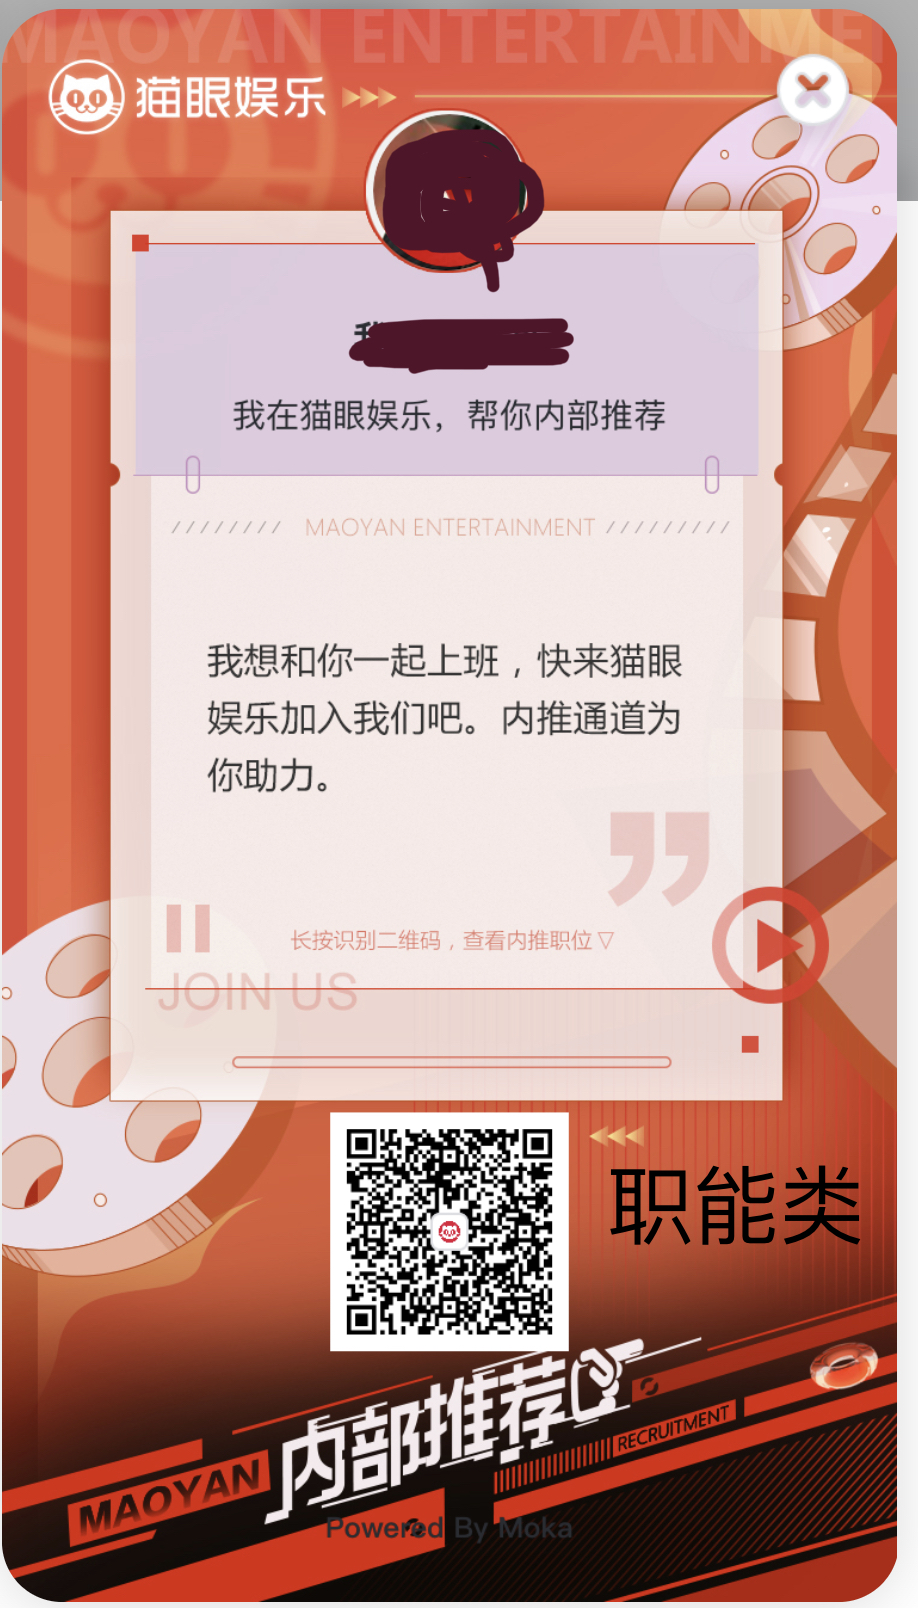 MAOYAN ENTERTAINME
猫眼娱乐
我
我在猫眼娱乐，帮你内部推荐
MAOYAN ENTERTAINMENT
我想和你一起上班，快来猫眼
娱乐加入我们吧。内推通道为
你助力。
长按识别二维码，查看内推职位
JOIN US
职能类
内部推荐
RECRUITMENT
MAOYAN
Powered By Moka